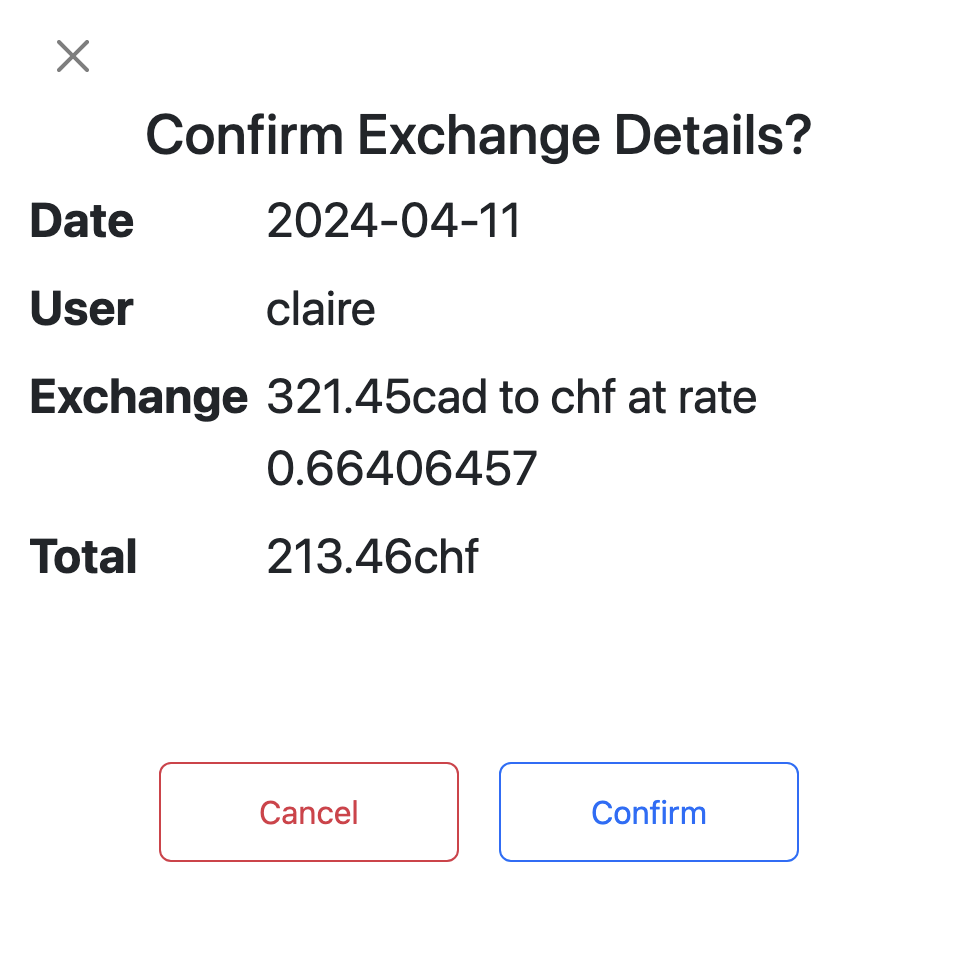 Confirm Exchange Details?
Date 2024-04-11
User claire
Exchange 321.45cad to chf at rate
0.66406457
Total 213.46chf
Cancel Confirm